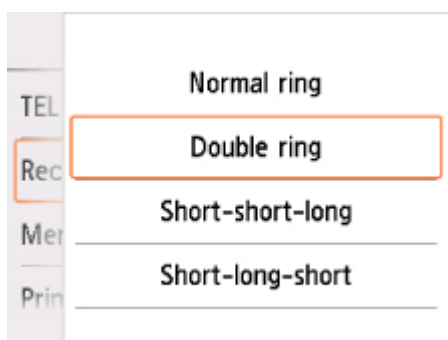 Normal ring
TEL
Double ring
Rec
Short-short-long
Mer
Short-long-short
Prin